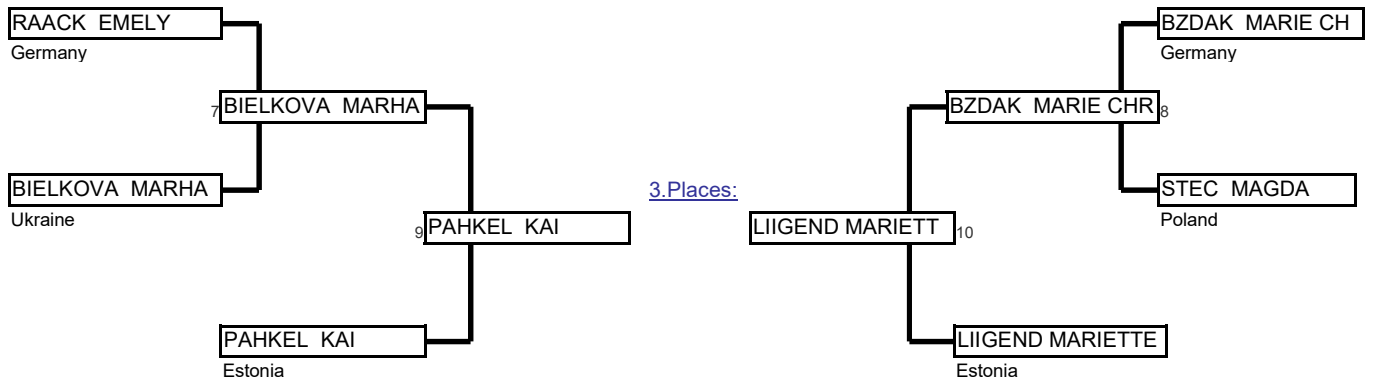 RAACK EMELY
Germany
7
BIELKOVA MARHA
BIELKOVA MARHA
Ukraine
9
PAHKEL KAI
PAHKEL KAI
Estonia
3.Places:
BZDAK MARIE CH
Germany
BZDAK MARIE CHR
8
STEC MAGDA
Poland
LIIGEND MARIETT
10
LIIGEND MARIETTE
Estonia